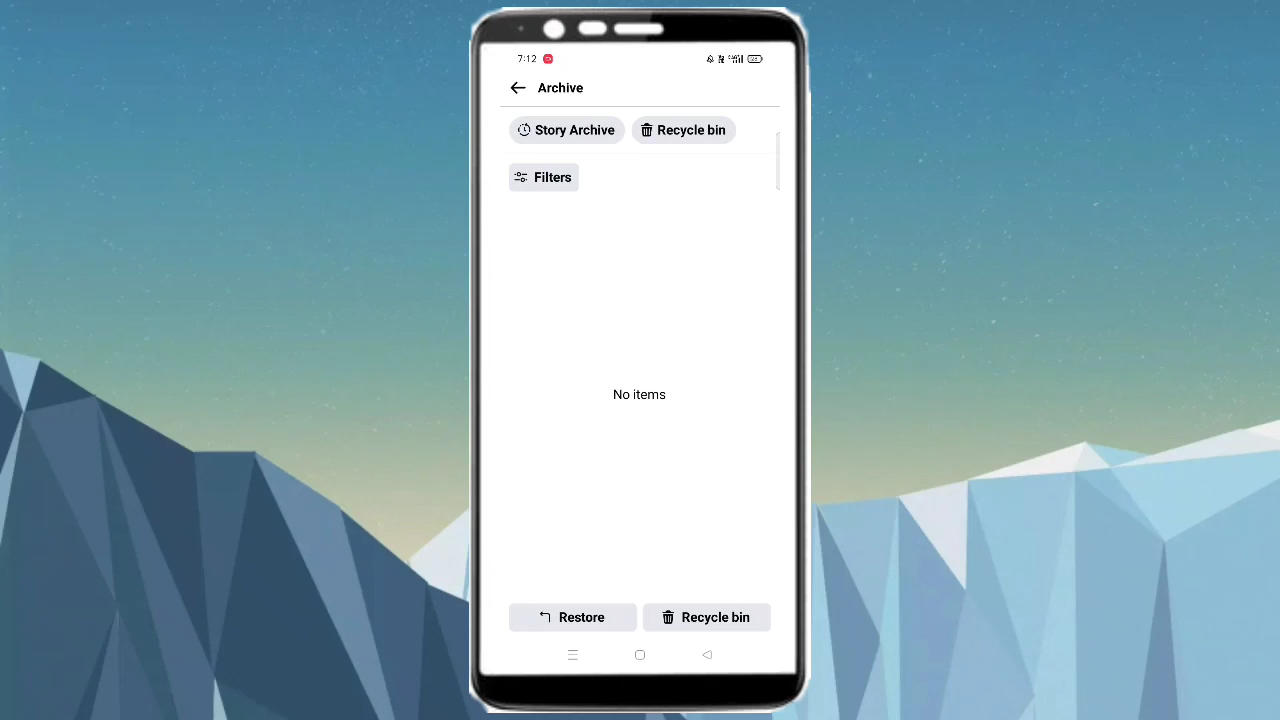 7:12
Archive
Story Archive Recycle bin
Filters
No items
Restore Recycle bin